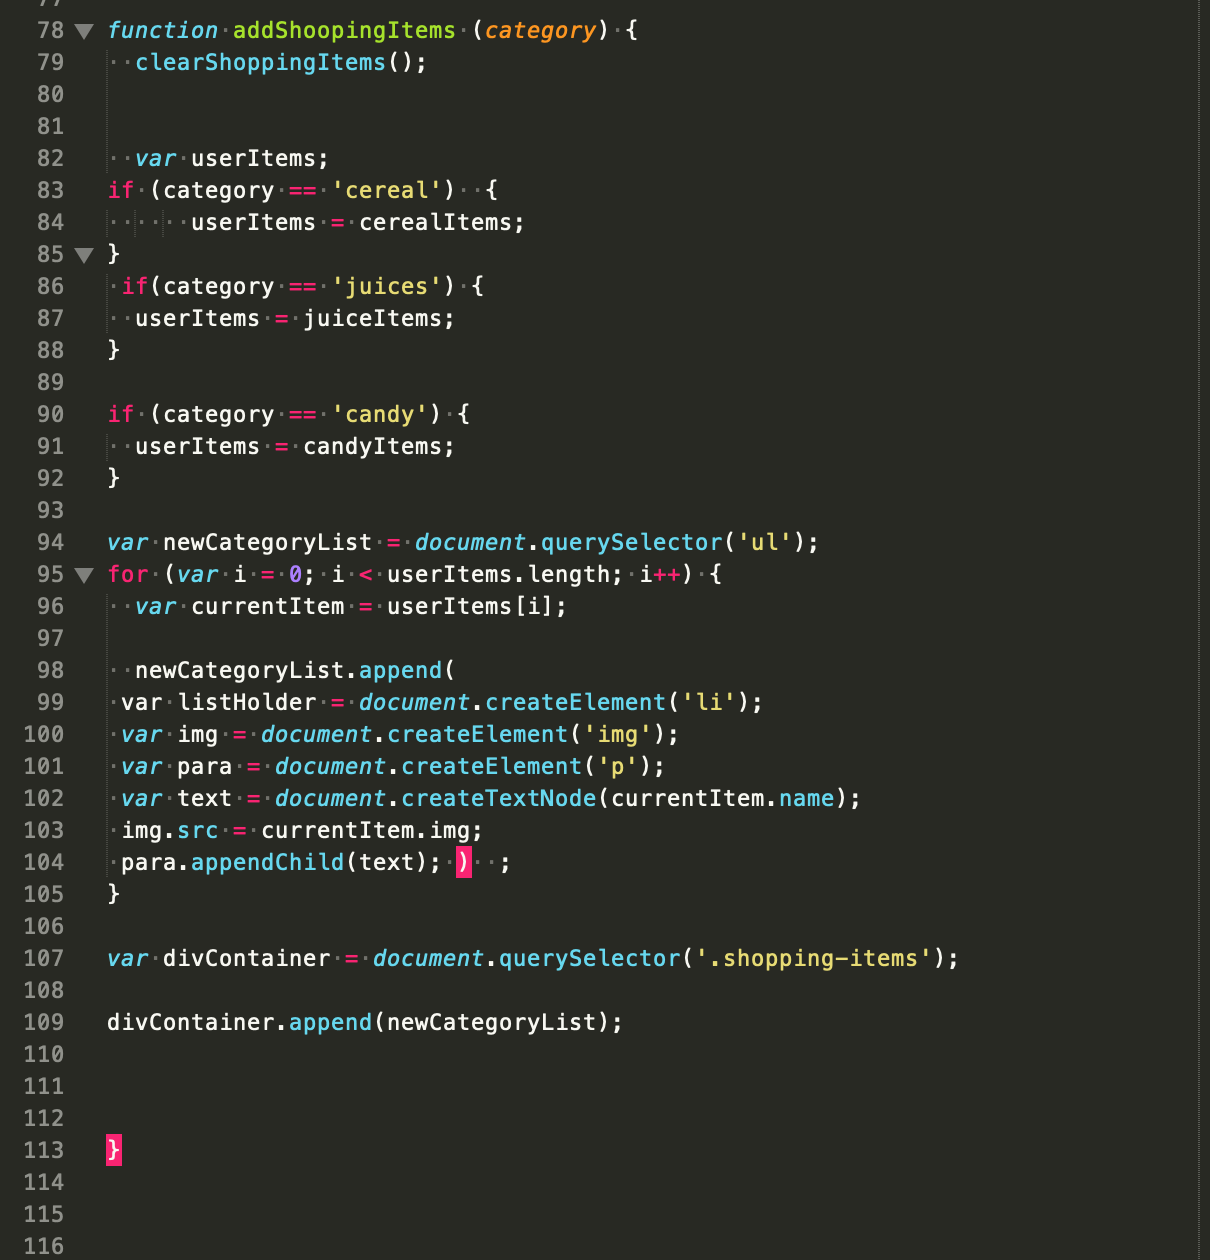 78 function addShoopingItems (category) {
79 clearShoppingItems();
80
81
82 var userItems;
83 if (category == 'cereal') {
84 userItems = cerealItems;
85 }
86 if(category == 'juices') {
87 userItems = juiceItems;
88 }
89
90 if (category == 'candy') {
91 userItems = candyItems;
92 }
93
94 var newCategoryList = document.querySelector('ul');
95 for (var i = 0; i < userItems.length; i++) {
96 var currentItem = userItems[i];
97
98 newCategoryList.append(
99 var listHolder = document.createElement('li');
100 var img = document.createElement('img');
101 var para = document.createElement('p');
102 var text = document.createTextNode(currentItem.name);
103 img.src = currentItem.img;
104 para.appendChild(text); ) ;
105 }
106
107 var divContainer = document.querySelector('.shopping-items');
108
109 divContainer.append(newCategoryList);
110
111
112
113 }
114
115
116